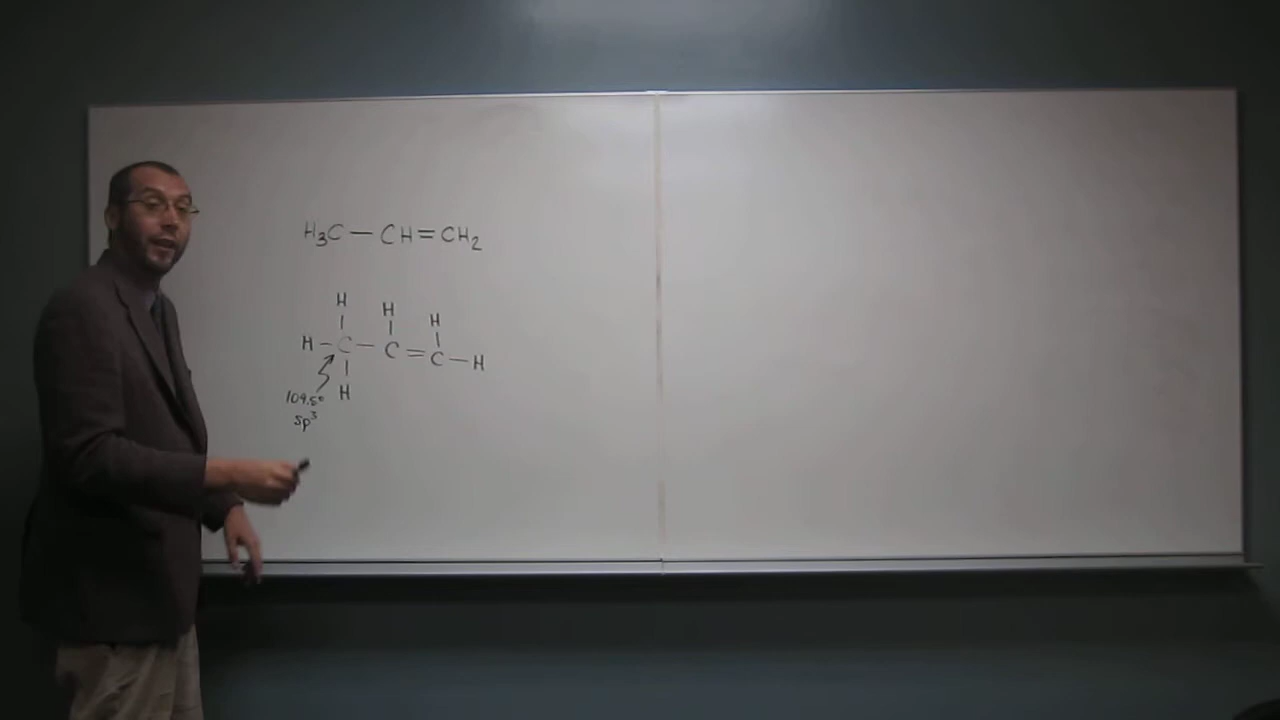 H₃C — CH = CH₂
H H H
H – C – C = C – H
H
109.5°
sp³